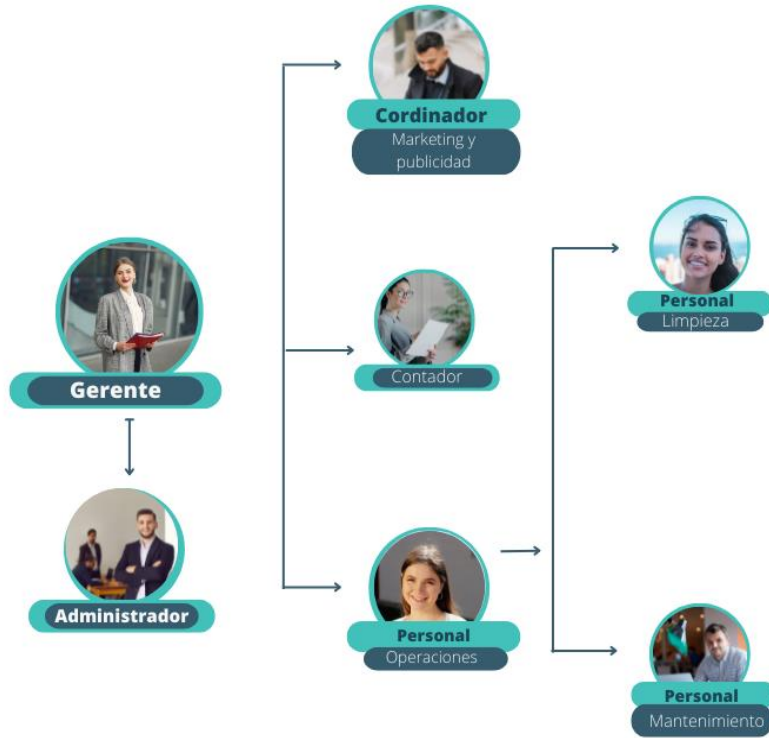 Cordinador
Marketing y
publicidad
Gerente
Administrador
Contador
Personal
Operaciones
Personal
Limpieza
Personal
Mantenimiento